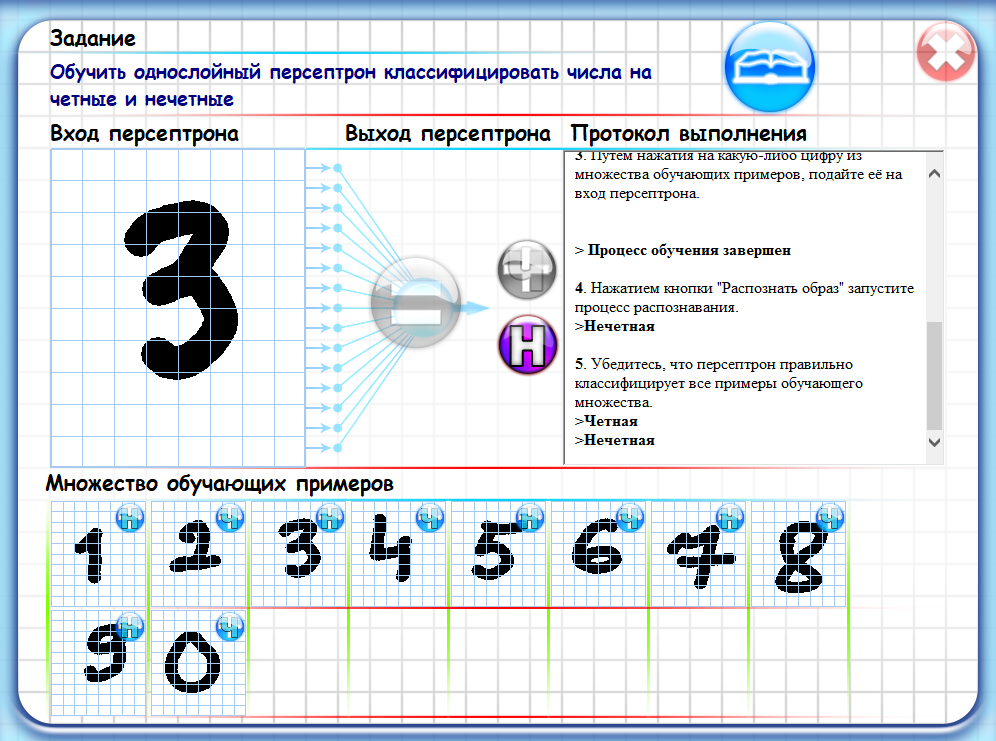 Задание
Обучить однослойный персептрон классифицировать числа на
четные и нечетные
Вход персептрона
Выход персептрона
Протокол выполнения
3. Путем нажатия на какую-либо цифру из
множества обучающих примеров, подайте её на
вход персептрона.
> Процесс обучения завершен
4. Нажатием кнопки "Распознать образ" запустите
процесс распознавания.
>Нечетная
5. Убедитесь, что персептрон правильно
классифицирует все примеры обучающего
множества.
>Четная
>Нечетная
3
Ч
Н
Множество обучающих примеров
Н Ч Н Ч Н Ч Н Ч
1 2 3 4 5 6 7 8
Н Ч
9 0